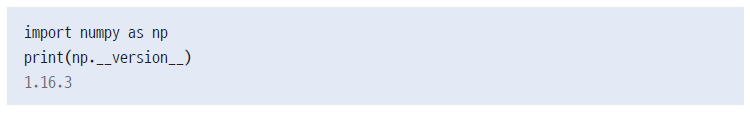 import numpy as np
print(np.__version__)
1.16.3